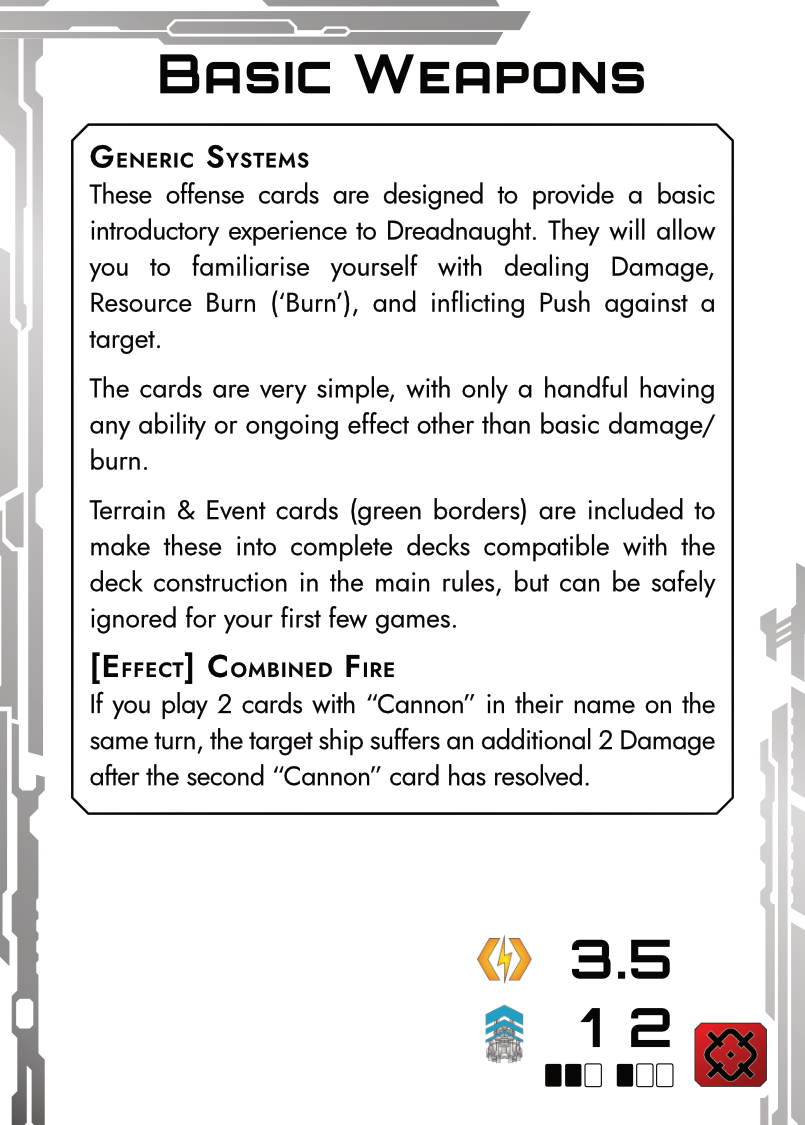 Basic Weapons
Generic Systems
These offense cards are designed to provide a basic
introductory experience to Dreadnaught. They will allow
you to familiarise yourself with dealing Damage,
Resource Burn (‘Burn’), and inflicting Push against a
target.
The cards are very simple, with only a handful having
any ability or ongoing effect other than basic damage/
burn.
Terrain & Event cards (green borders) are included to
make these into complete decks compatible with the
deck construction in the main rules, but can be safely
ignored for your first few games.
[Effect] Combined Fire
If you play 2 cards with “Cannon” in their name on the
same turn, the target ship suffers an additional 2 Damage
after the second “Cannon” card has resolved.
3.5
1 2